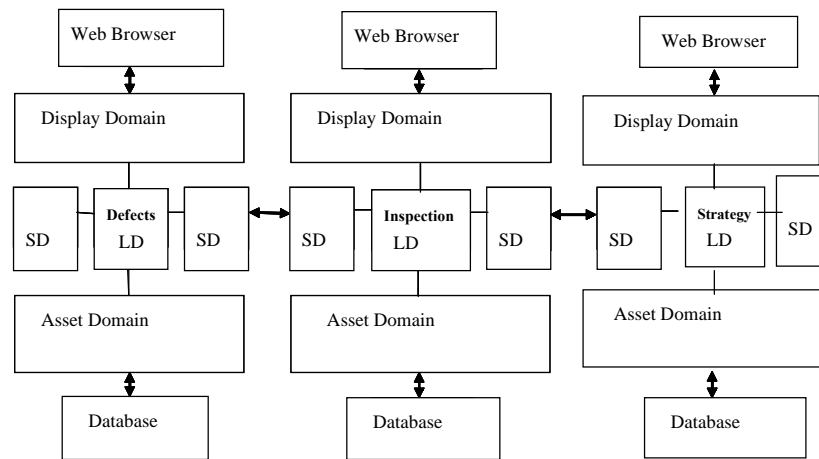 Web Browser
Web Browser
Web Browser
Display Domain
Display Domain
Display Domain
SD
Defects
LD
SD
SD
Inspection
LD
SD
SD
Strategy
LD
SD
Asset Domain
Asset Domain
Asset Domain
Database
Database
Database